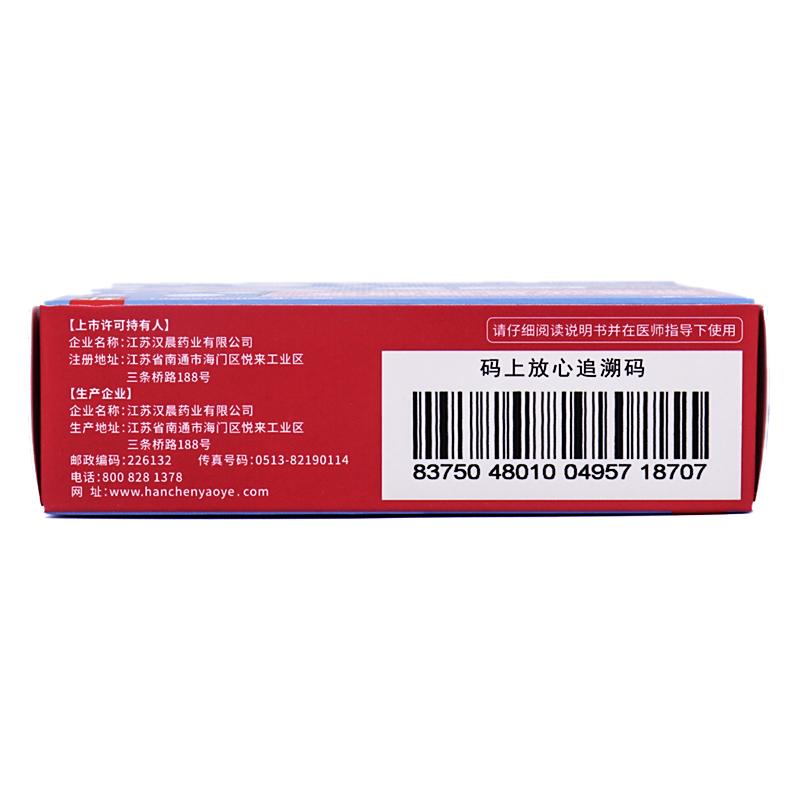 【上市许可持有人】
企业名称:江苏汉晨药业有限公司
注册地址:江苏省南通市海门区悦来工业区
三条桥路188号
【生产企业】
企业名称:江苏汉晨药业有限公司
生产地址:江苏省南通市海门区悦来工业区
三条桥路188号
邮政编码:226132 传真号码:0513-82190114
电话:800 828 1378
网 址:www.hanchenyaoye.com
请仔细阅读说明书并在医师指导下使用
码上放心追溯码
83750 48010 04957 18707